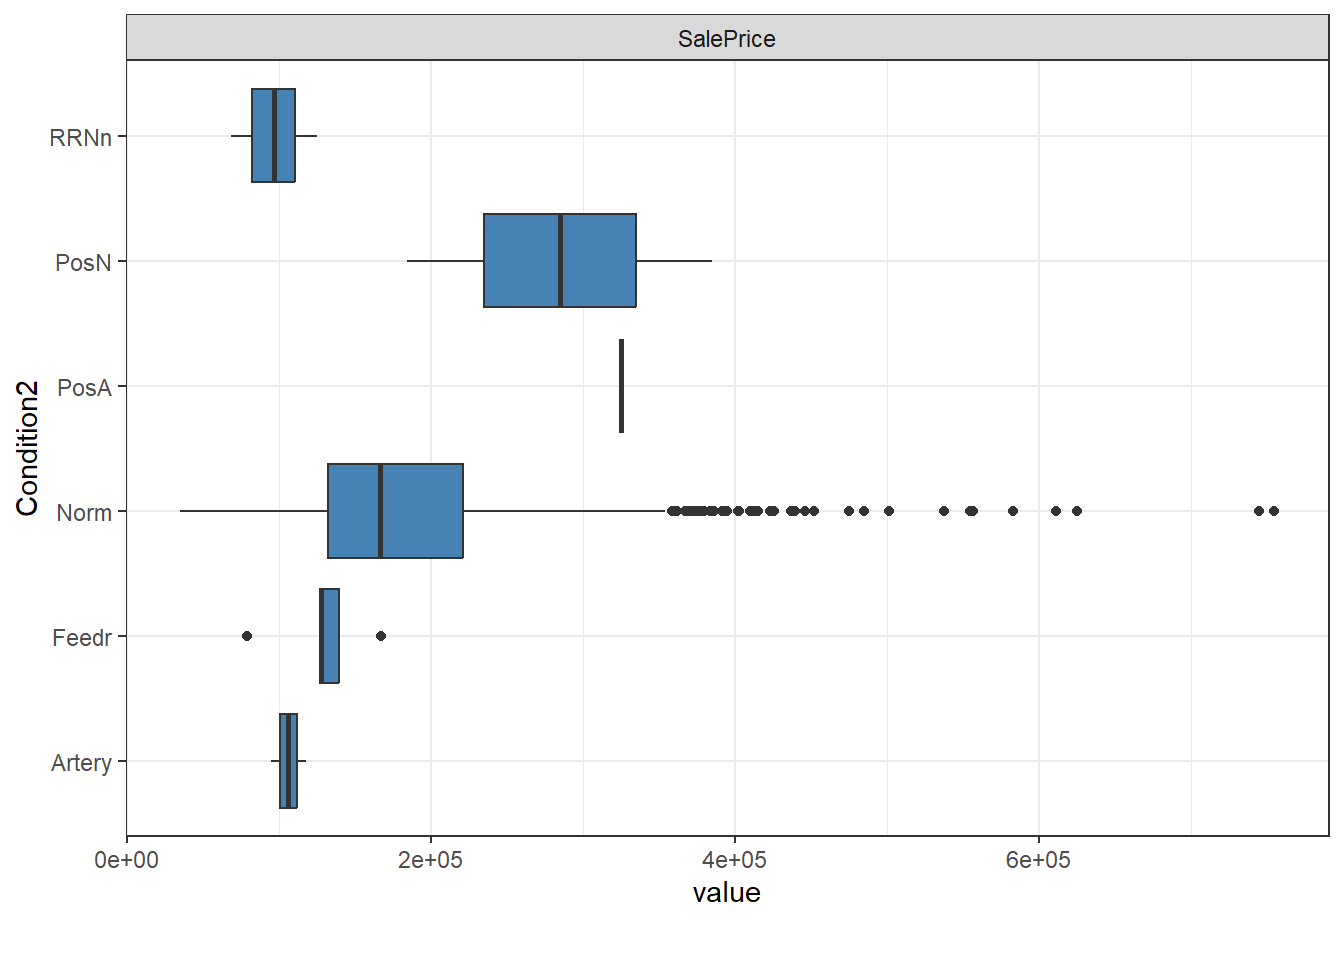 SalePrice
RRNn
PosN
PosA
Norm
Feedr
Artery
Condition2
0e+00 2e+05 4e+05 6e+05
value